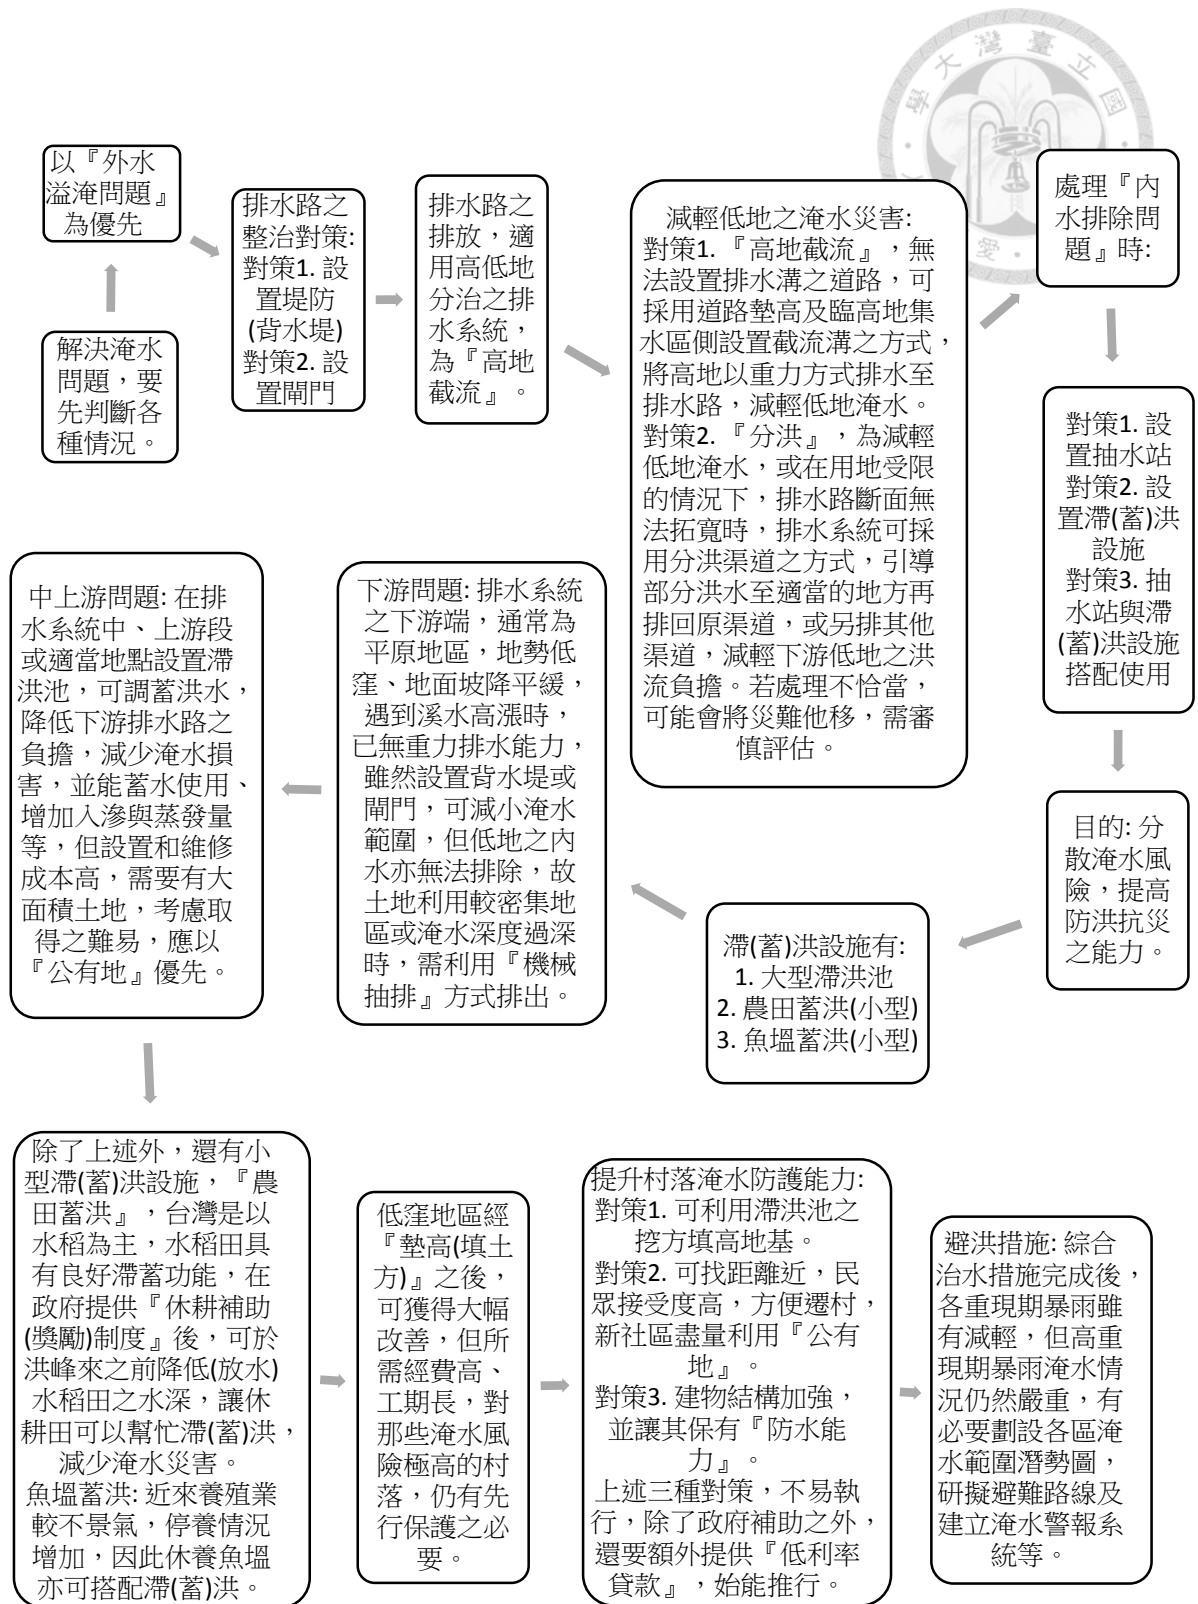 國立臺灣大學
愛
解決淹水
問題，要
先判斷各
種情況。
以『外水
溢淹問題』
為優先
排水路之
整治對策:
對策1. 設
置堤防
(背水堤)
對策2. 設
置閘門
排水路之
排放，適
用高低地
分治之排
水系統，
為『高地
截流』。
減輕低地之淹水災害:
對策1.『高地截流』，無
法設置排水溝之道路，可
採用道路墊高及臨高地集
水區側設置截流溝之方式，
將高地以重力方式排水至
排水路，減輕低地淹水。
對策2.『分洪』，為減輕
低地淹水，或在用地受限
的情況下，排水路斷面無
法拓寬時，排水系統可採
用分洪渠道之方式，引導
部分洪水至適當的地方再
排回原渠道，或另排其他
渠道，減輕下游低地之洪
流負擔。若處理不恰當，
可能會將災難他移，需審
慎評估。
處理『內
水排除問
題』時:
對策1. 設
置抽水站
對策2. 設
置滯(蓄)洪
設施
對策3. 抽
水站與滯
(蓄)洪設施
搭配使用
目的: 分
散淹水風
險，提高
防洪抗災
之能力。
滯(蓄)洪設施有:
1. 大型滯洪池
2. 農田蓄洪(小型)
3. 魚塭蓄洪(小型)
下游問題: 排水系統
之下游端，通常為
平原地區，地勢低
窪、地面坡降平緩，
遇到溪水高漲時，
已無重力排水能力，
雖然設置背水堤或
閘門，可減小淹水
範圍，但低地之內
水亦無法排除，故
土地利用較密集地
區或淹水深度過深
時，需利用『機械
抽排』方式排出。
中上游問題: 在排
水系統中、上游段
或適當地點設置滯
洪池，可調蓄洪水，
降低下游排水路之
負擔，減少淹水損
害，並能蓄水使用、
增加入滲與蒸發量
等，但設置和維修
成本高，需要有大
面積土地，考慮取
得之難易，應以
『公有地』優先。
除了上述外，還有小
型滯(蓄)洪設施，『農
田蓄洪』，台灣是以
水稻為主，水稻田具
有良好滯蓄功能，在
政府提供『休耕補助
(獎勵)制度』後，可於
洪峰來之前降低(放水)
水稻田之水深，讓休
耕田可以幫忙滯(蓄)洪，
減少淹水災害。
魚塭蓄洪: 近來養殖業
較不景氣，停養情況
增加，因此休養魚塭
亦可搭配滯(蓄)洪。
低窪地區經
『墊高(填土
方)』之後，
可獲得大幅
改善，但所
需經費高、
工期長，對
那些淹水風
險極高的村
落，仍有先
行保護之必
要。
提升村落淹水防護能力:
對策1. 可利用滯洪池之
挖方填高地基。
對策2. 可找距離近，民
眾接受度高，方便遷村，
新社區盡量利用『公有
地』。
對策3. 建物結構加強，
並讓其保有『防水能
力』。
上述三種對策，不易執
行，除了政府補助之外，
還要額外提供『低利率
貸款』，始能推行。
避洪措施: 綜合
治水措施完成後，
各重現期暴雨雖
有減輕，但高重
現期暴雨淹水情
況仍然嚴重，有
必要劃設各區淹
水範圍潛勢圖，
研擬避難路線及
建立淹水警報系
統等。